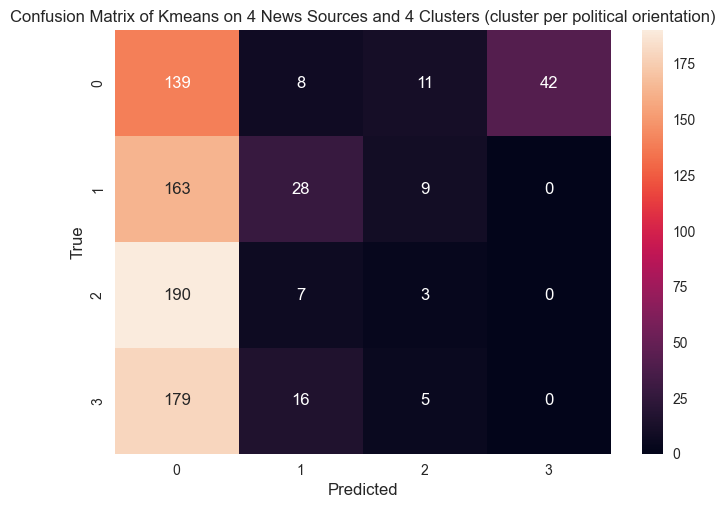 Confusion Matrix of Kmeans on 4 News Sources and 4 Clusters (cluster per political orientation)
True
0
139 8 11 42
1
163 28 9 0
2
190 7 3 0
3
179 16 5 0
0 1 2 3
Predicted
175
150
125
100
75
50
25
0